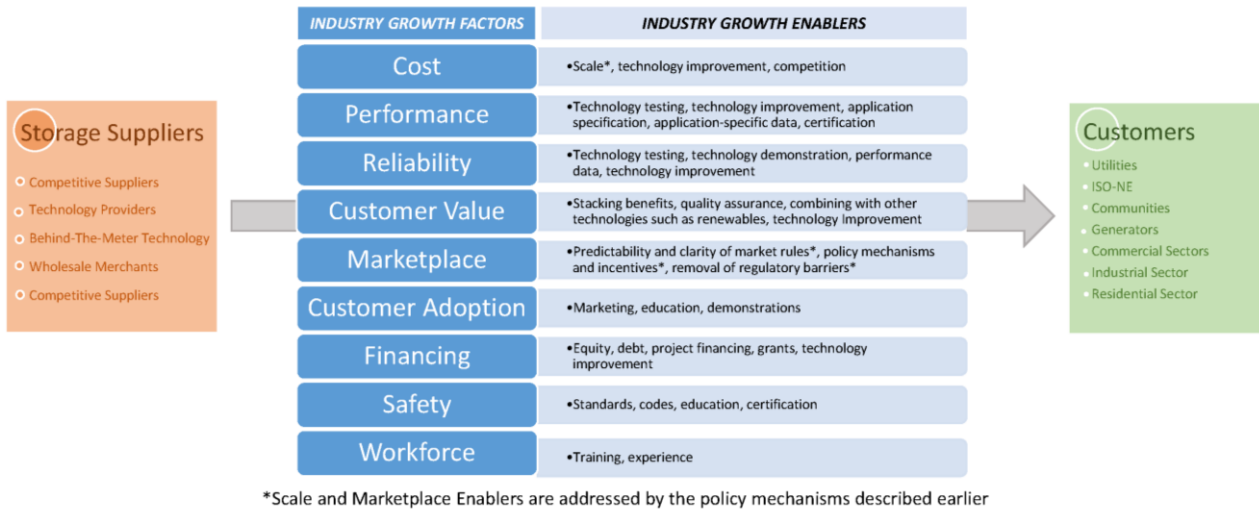 INDUSTRY GROWTH FACTORS
INDUSTRY GROWTH ENABLERS
Storage Suppliers
Competitive Suppliers
Technology Providers
Behind-The-Meter Technology
Wholesale Merchants
Competitive Suppliers
Cost
•Scale*, technology improvement, competition
Performance
•Technology testing, technology improvement, application
specification, application-specific data, certification
Reliability
•Technology testing, technology demonstration, performance
data, technology improvement
Customer Value
•Stacking benefits, quality assurance, combining with other
technologies such as renewables, technology Improvement
Marketplace
•Predictability and clarity of market rules*, policy mechanisms
and incentives*, removal of regulatory barriers*
Customer Adoption
•Marketing, education, demonstrations
Financing
•Equity, debt, project financing, grants, technology
improvement
Safety
•Standards, codes, education, certification
Workforce
•Training, experience
Customers
Utilities
ISO-NE
Communities
Generators
Commercial Sectors
Industrial Sector
Residential Sector
*Scale and Marketplace Enablers are addressed by the policy mechanisms described earlier